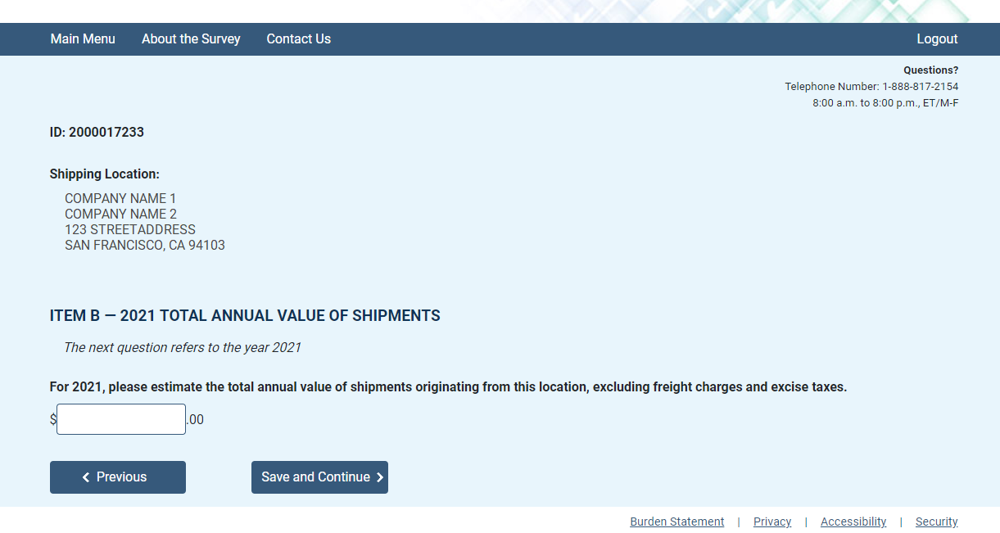 Main Menu About the Survey Contact Us Logout
Questions?
Telephone Number: 1-888-817-2154
8:00 a.m. to 8:00 p.m., ET/M-F
ID: 2000017233
Shipping Location:
COMPANY NAME 1
COMPANY NAME 2
123 STREETADDRESS
SAN FRANCISCO, CA 94103
ITEM B — 2021 TOTAL ANNUAL VALUE OF SHIPMENTS
The next question refers to the year 2021
For 2021, please estimate the total annual value of shipments originating from this location, excluding freight charges and excise taxes.
$ .00
Previous Save and Continue
Burden Statement | Privacy | Accessibility | Security